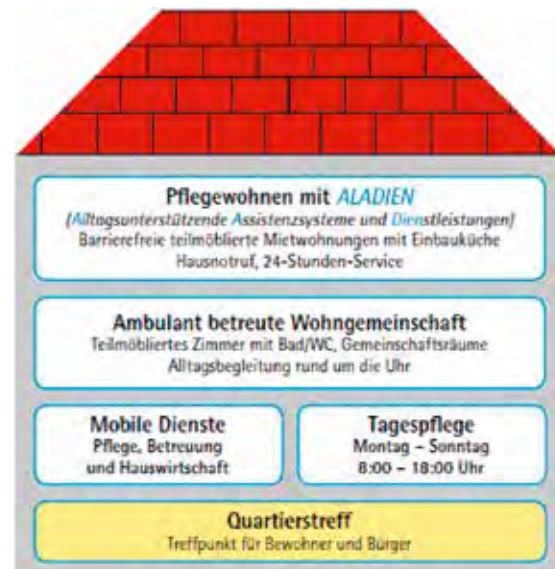 Pflegewohnen mit ALADIEN
(Alltagsunterstützende Assistenzsysteme und Dienstleistungen)
Barrierefreie teilmöblierte Mietwohnungen mit Einbauküche
Hausnotruf, 24-Stunden-Service
Ambulant betreute Wohngemeinschaft
Teilmöbliertes Zimmer mit Bad/WC, Gemeinschaftsräume
Alltagsbegleitung rund um die Uhr
Mobile Dienste
Pflege, Betreuung
und Hauswirtschaft
Tagespflege
Montag – Sonntag
8:00 – 18:00 Uhr
Quartierstreff
Treffpunkt für Bewohner und Bürger